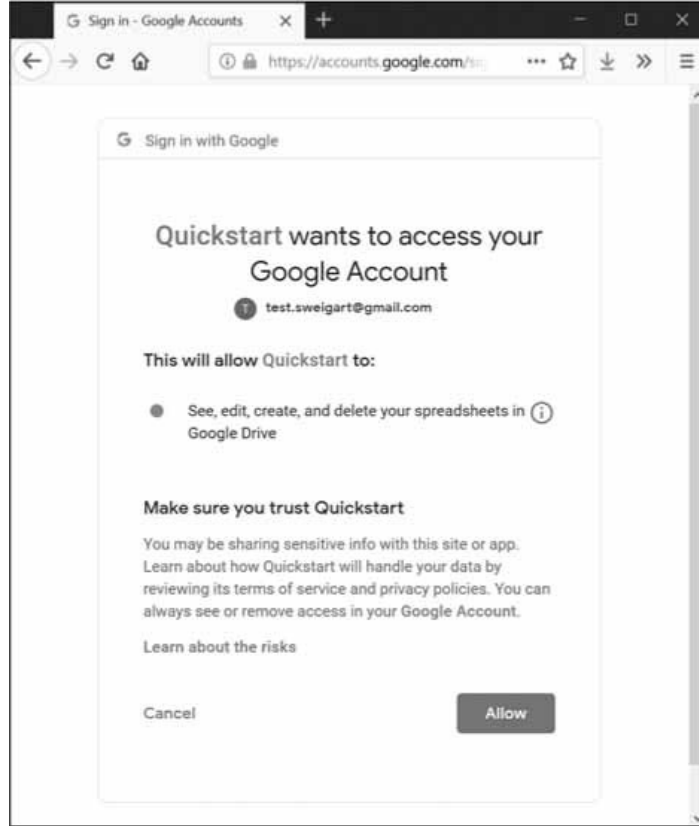 G Sign in - Google Accounts
https://accounts.google.com/
G Sign in with Google
Quickstart wants to access your
Google Account
T test.sweigart@gmail.com
This will allow Quickstart to:
See, edit, create, and delete your spreadsheets in
Google Drive
Make sure you trust Quickstart
You may be sharing sensitive info with this site or app.
Learn about how Quickstart will handle your data by
reviewing its terms of service and privacy policies. You can
always see or remove access in your Google Account.
Learn about the risks
Cancel
Allow